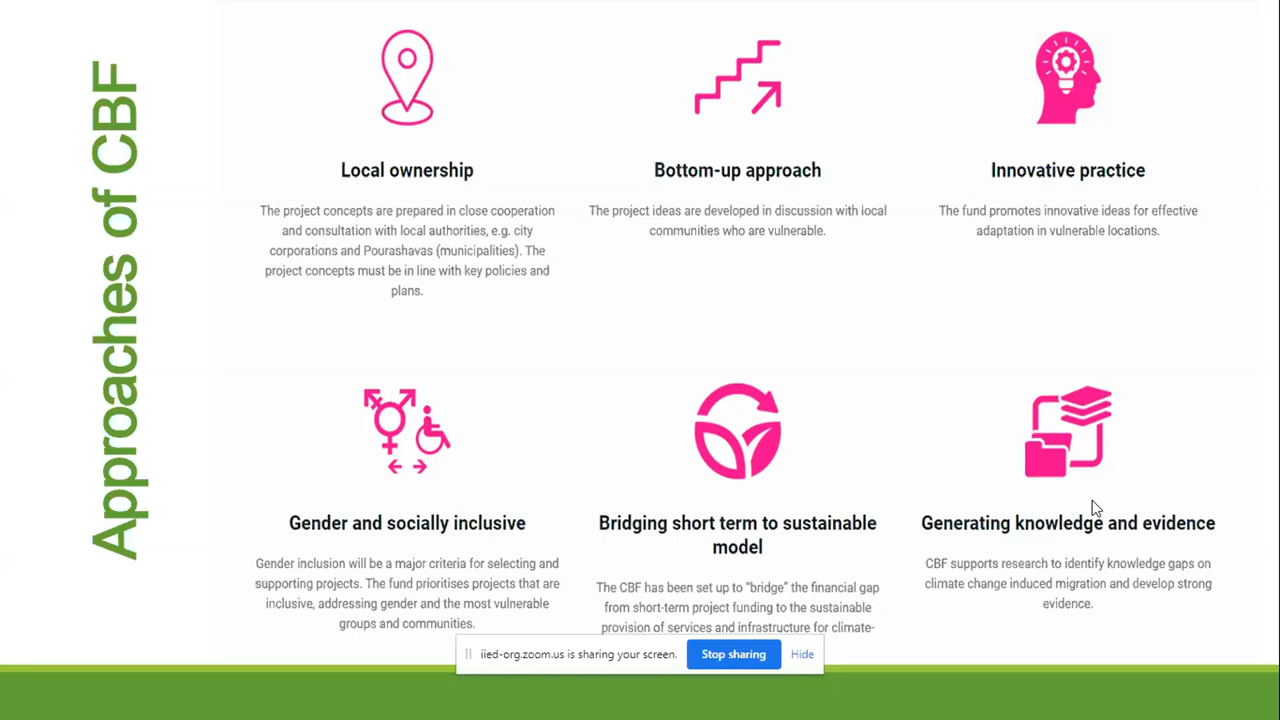 Approaches of CBF
Local ownership
The project concepts are prepared in close cooperation
and consultation with local authorities, e.g. city
corporations and Pourashavas (municipalities). The
project concepts must be in line with key policies and
plans.
Bottom-up approach
The project ideas are developed in discussion with local
communities who are vulnerable.
Innovative practice
The fund promotes innovative ideas for effective
adaptation in vulnerable locations.
Gender and socially inclusive
Gender inclusion will be a major criteria for selecting and
supporting projects. The fund prioritises projects that are
inclusive, addressing gender and the most vulnerable
groups and communities.
Bridging short term to sustainable
model
The CBF has been set up to “bridge” the financial gap
from short-term project funding to the sustainable
provision of services and infrastructure for climate-
Generating knowledge and evidence
CBF supports research to identify knowledge gaps on
climate change induced migration and develop strong
evidence.
iied-org.zoom.us is sharing your screen.
Stop sharing
Hide